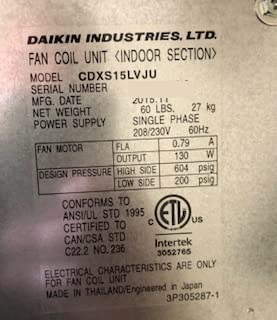 DAIKIN INDUSTRIES, LTD.
FAN COIL UNIT <INDOOR SECTION>
MODEL CDXS15LVJU
SERIAL NUMBER
MFG. DATE 2015.11
NET WEIGHT 60 LBS. 27 kg
SINGLE PHASE
208/230V 60Hz
FAN MOTOR FLA 0.79 A
OUTPUT 130 W
DESIGN PRESSURE HIGH SIDE 604 psi
LOW SIDE 200 psi
CONFORMS TO
ANSI/UL STD 1995
CERTIFIED TO
CAN/CSA STD
C22.2 NO. 236
C ETL US
Intertek
3052765
ELECTRICAL CHARACTERISTICS ARE ONLY
FOR FAN COIL UNIT
MADE IN THAILAND/Engineered in Japan
3P305287-1